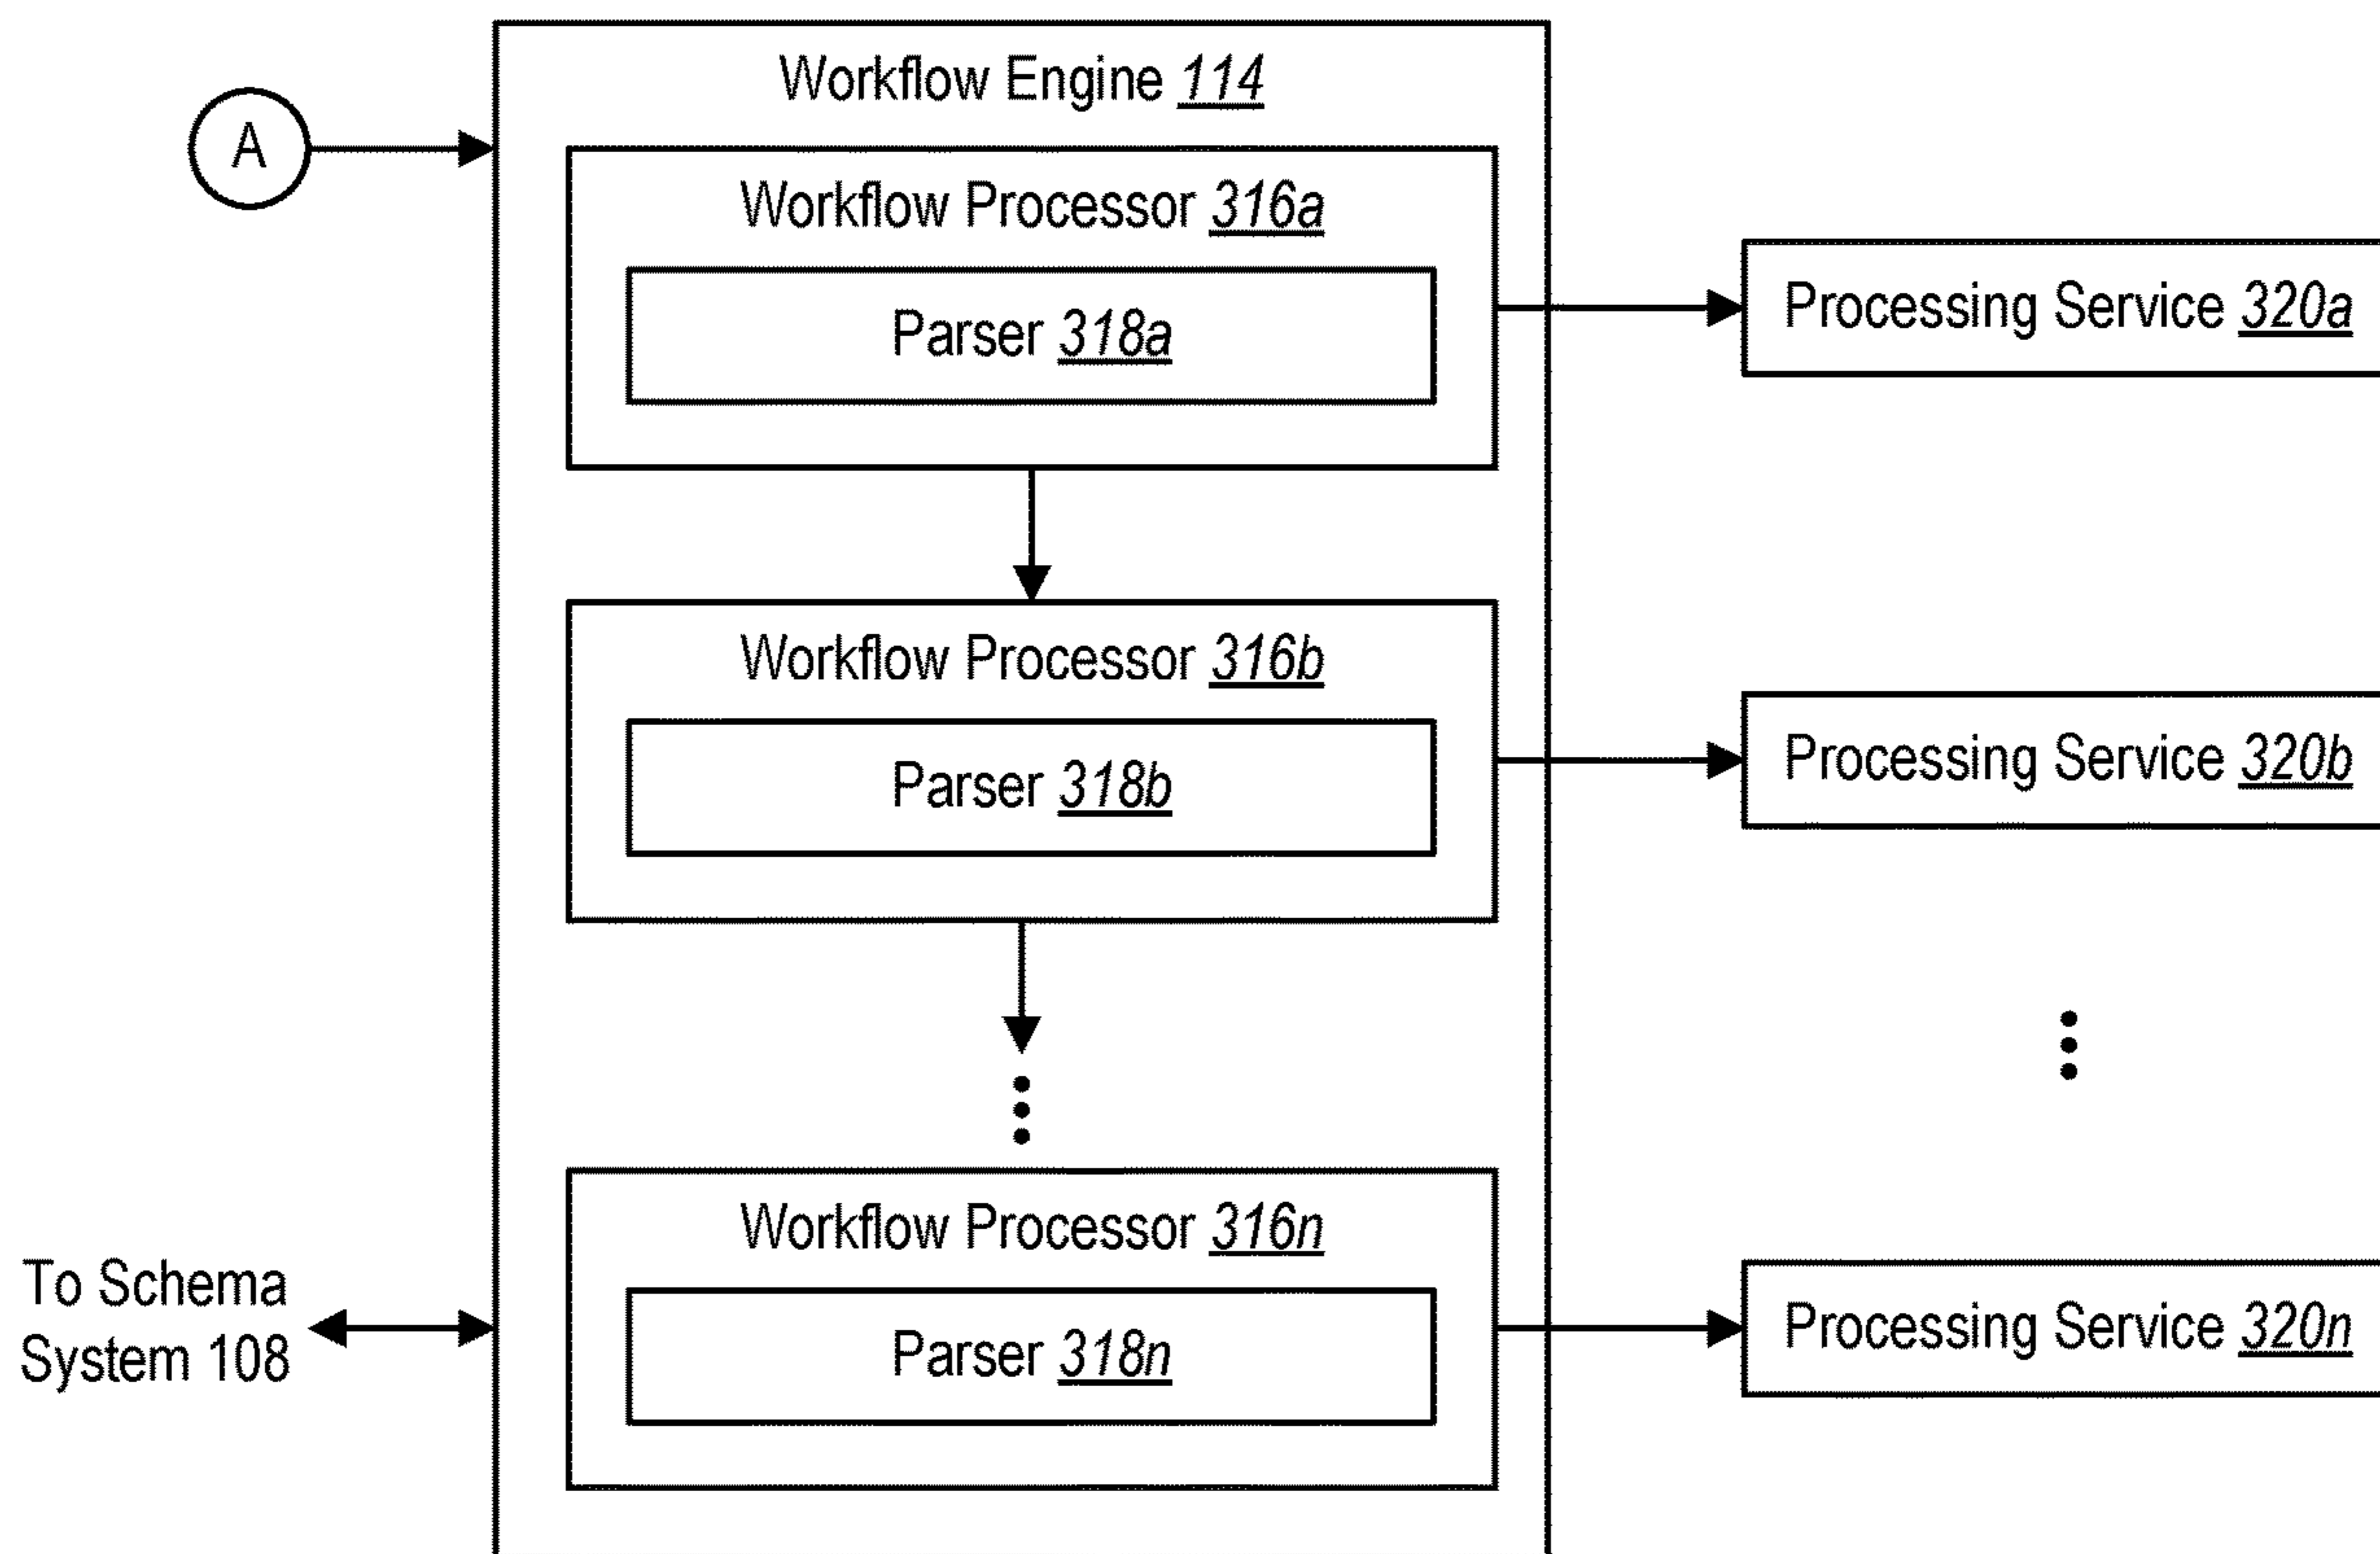 Workflow Engine 114
A
Workflow Processor 316a
Parser 318a
Processing Service 320a
Workflow Processor 316b
Parser 318b
Processing Service 320b
Workflow Processor 316n
Parser 318n
Processing Service 320n
To Schema
System 108